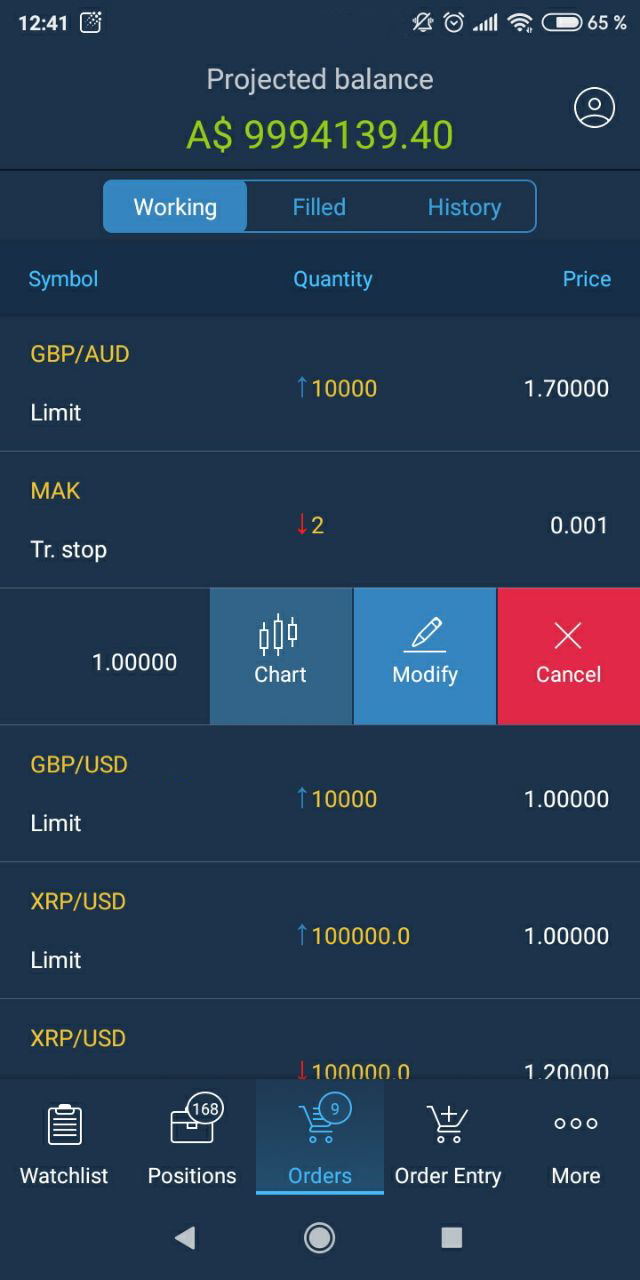 12:41
65 %
Projected balance
A$ 9994139.40
Working Filled History
Symbol Quantity Price
GBP/AUD
↑10000 1.70000
Limit
MAK
↓2 0.001
Tr. stop
1.00000 Chart Modify Cancel
GBP/USD
↑10000 1.00000
Limit
XRP/USD
↑100000.0 1.00000
Limit
XRP/USD
↓100000.0 1.20000
168 9
Watchlist Positions Orders Order Entry More